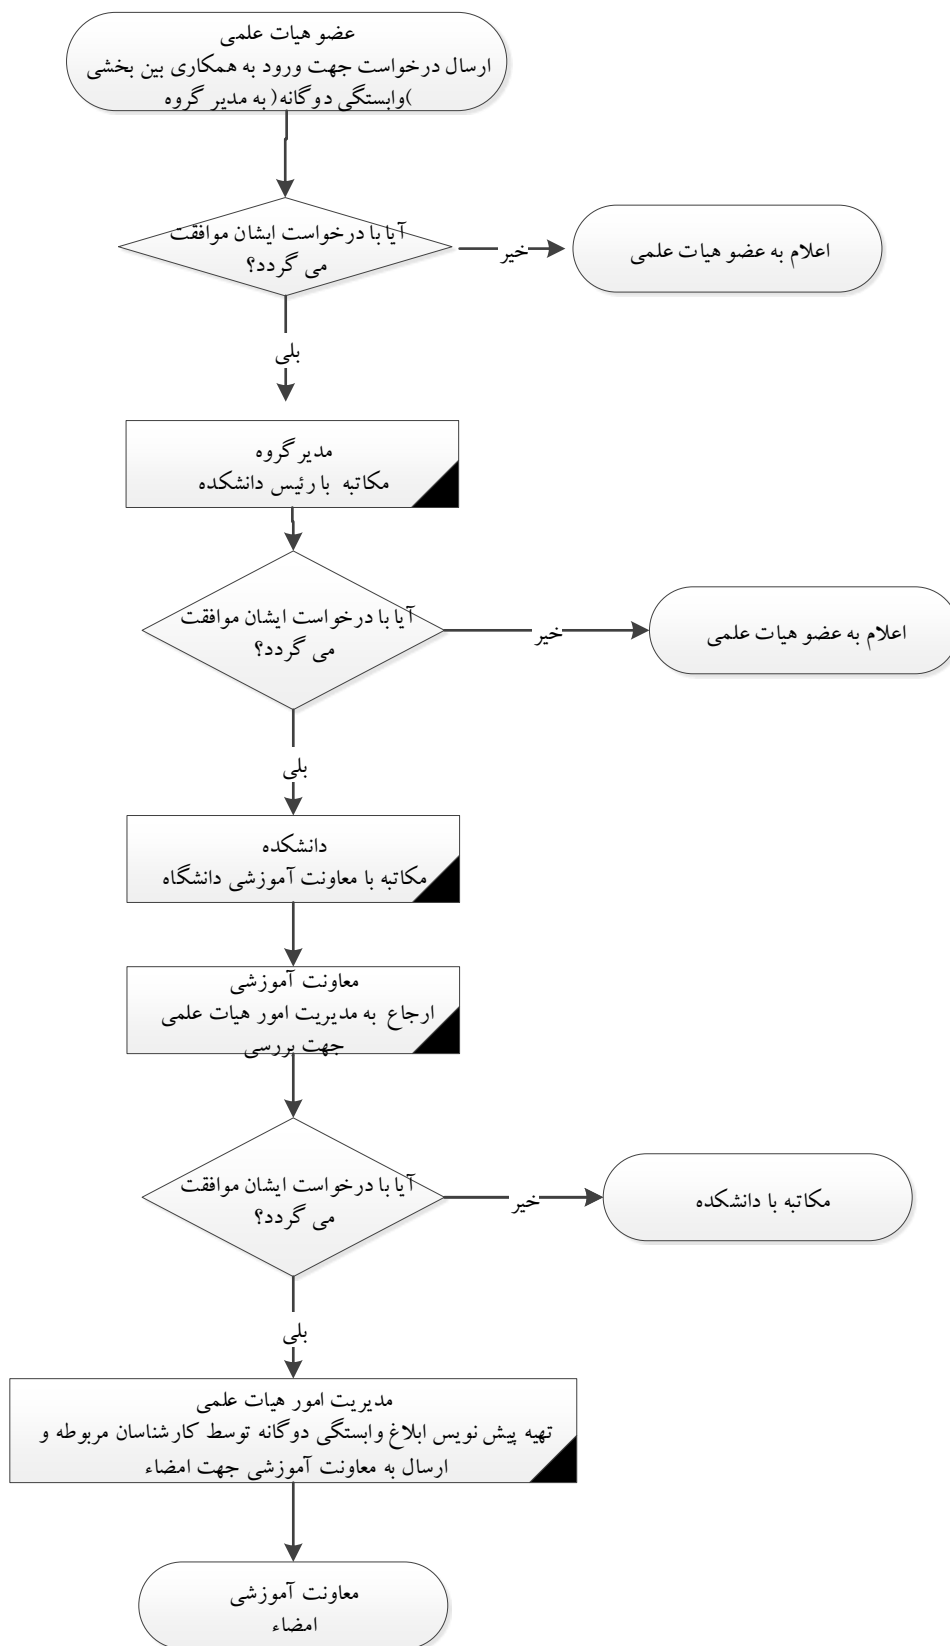 عضو هیات علمی
ارسال درخواست جهت ورود به همکاری بین بخشی
)وابستگی دوگانه( به مدیر گروه
آیا با درخواست ایشان موافقت
می گردد؟
خیر
اعلام به عضو هیات علمی
بلی
مدیر گروه
مکاتبه با رئیس دانشکده
آیا با درخواست ایشان موافقت
می گردد؟
خیر
اعلام به عضو هیات علمی
بلی
دانشکده
مکاتبه با معاونت آموزشی دانشگاه
معاونت آموزشی
ارجاع به مدیریت امور هیات علمی
جهت بررسی
آیا با درخواست ایشان موافقت
می گردد؟
خیر
مکاتبه با دانشکده
بلی
مدیریت امور هیات علمی
تهیه پیش نویس ابلاغ وابستگی دوگانه توسط کارشناسان مربوطه و
ارسال به معاونت آموزشی جهت امضاء
معاونت آموزشی
امضاء